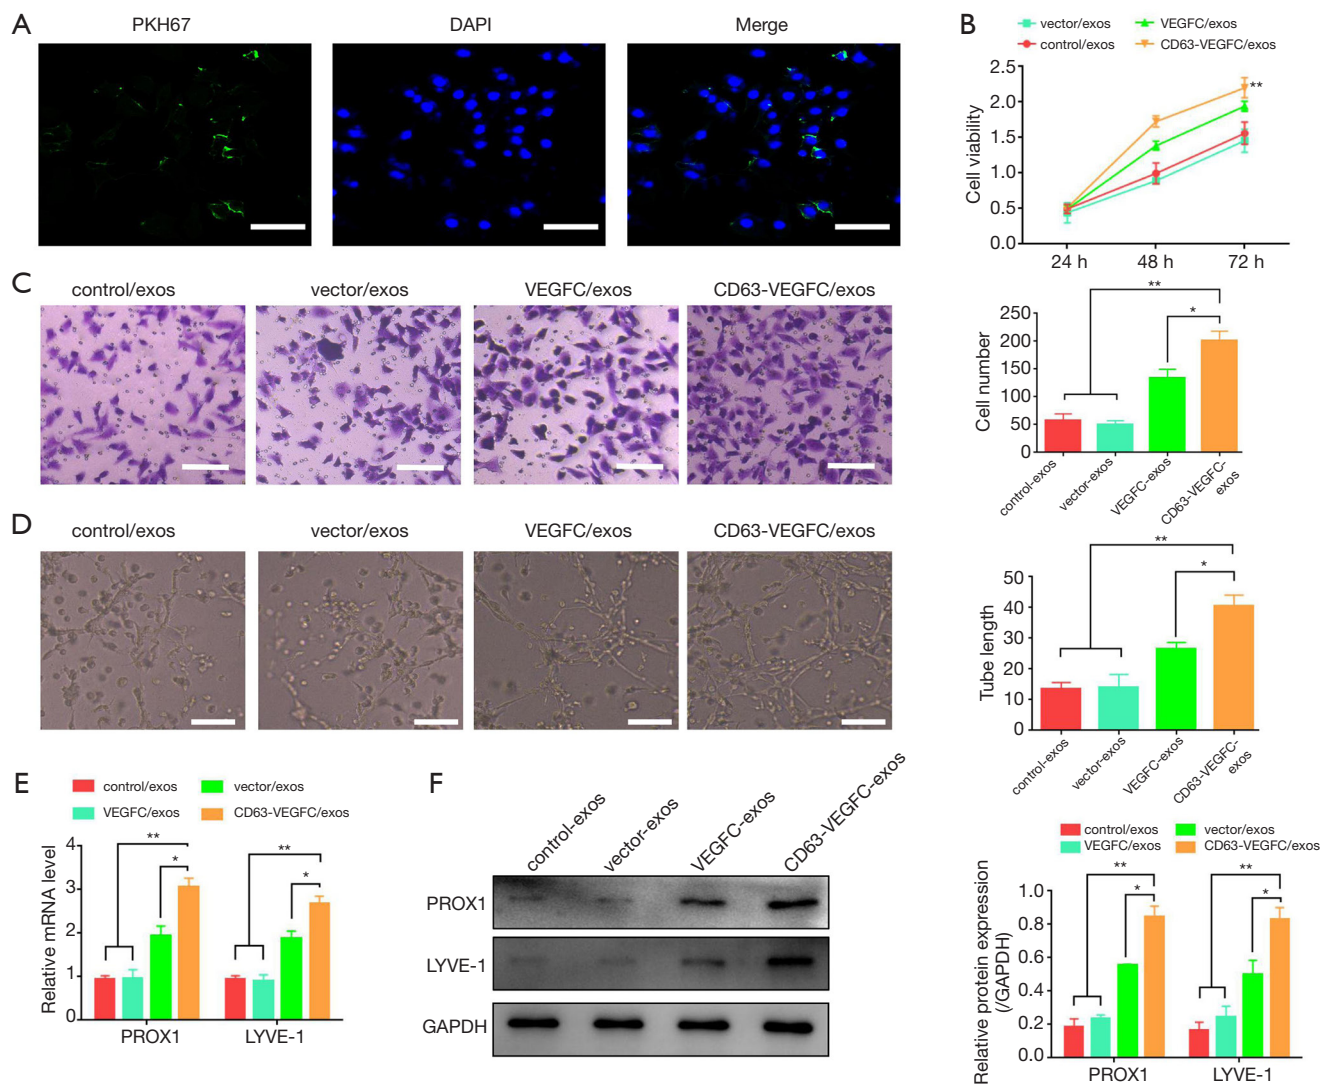 A
PKH67
DAPI
Merge
B
vector/exos
VEGFC/exos
control/exos
CD63-VEGFC/exos
Cell viability
2.5
2.0
1.5
1.0
0.5
0.0
**
24 h
48 h
72 h
C
control/exos
vector/exos
VEGFC/exos
CD63-VEGFC/exos
Cell number
250
200
150
100
50
0
**
*
control-exos
vector-exos
VEGFC-exos
CD63-VEGFC-
exos
D
control/exos
vector/exos
VEGFC/exos
CD63-VEGFC/exos
Tube length
50
40
30
20
10
0
**
*
control-exos
vector-exos
VEGFC-exos
CD63-VEGFC-
exos
E
control/exos
vector/exos
VEGFC/exos
CD63-VEGFC/exos
Relative mRNA level
4
3
2
1
0
**
*
**
*
PROX1
LYVE-1
F
control-exos
vector-exos
VEGFC-exos
CD63-VEGFC-exos
PROX1
LYVE-1
GAPDH
control/exos
vector/exos
VEGFC/exos
CD63-VEGFC/exos
Relative protein expression
(/GAPDH)
1.0
0.8
0.6
0.4
0.2
0.0
**
*
**
*
PROX1
LYVE-1